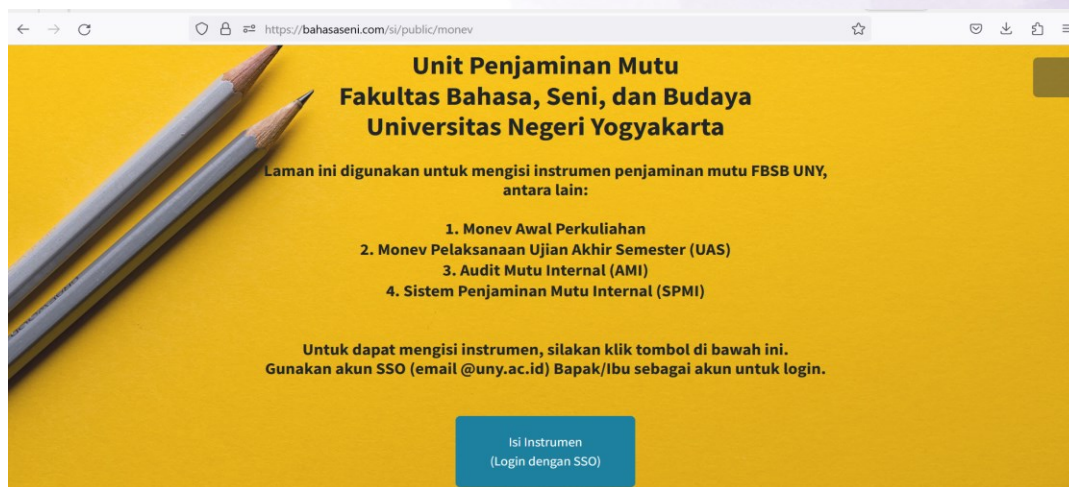 https://bahasaseni.com/si/public/monev
Unit Penjaminan Mutu
Fakultas Bahasa, Seni, dan Budaya
Universitas Negeri Yogyakarta
Laman ini digunakan untuk mengisi instrumen penjaminan mutu FBSB UNY,
antara lain:
1. Monev Awal Perkuliahan
2. Monev Pelaksanaan Ujian Akhir Semester (UAS)
3. Audit Mutu Internal (AMI)
4. Sistem Penjaminan Mutu Internal (SPMI)
Untuk dapat mengisi instrumen, silakan klik tombol di bawah ini.
Gunakan akun SSO (email @uny.ac.id) Bapak/Ibu sebagai akun untuk login.
Isi Instrumen
(Login dengan SSO)